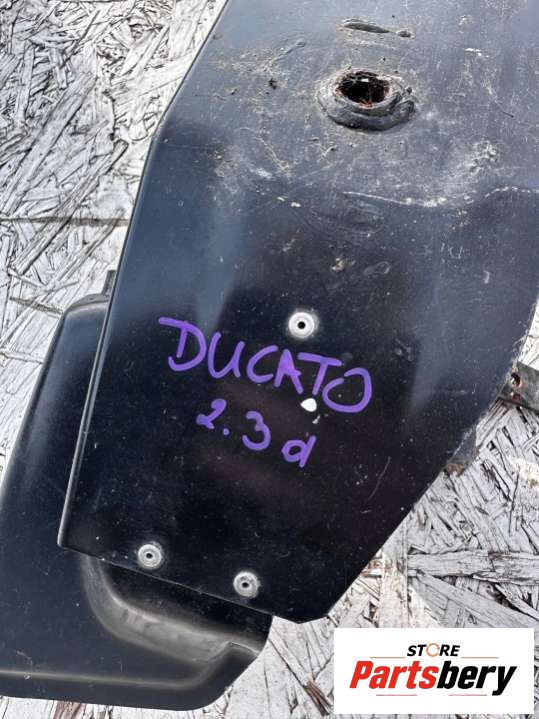 DUCATO
2.3 d
STORE
Partsbery